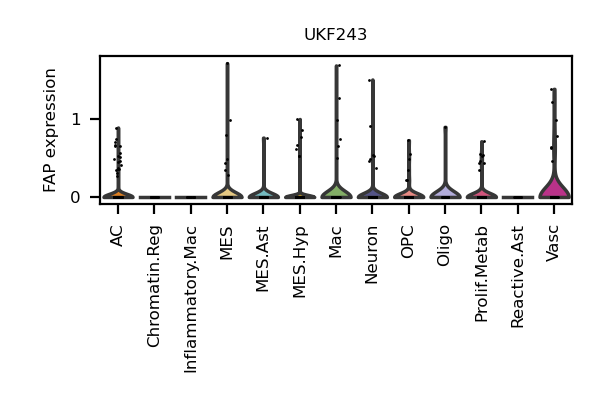 UKF243
FAP expression
1
0
AC
Chromatin.Reg
Inflammatory.Mac
MES
MES.Ast
MES.Hyp
Mac
Neuron
OPC
Oligo
Prolif.Metab
Reactive.Ast
Vasc